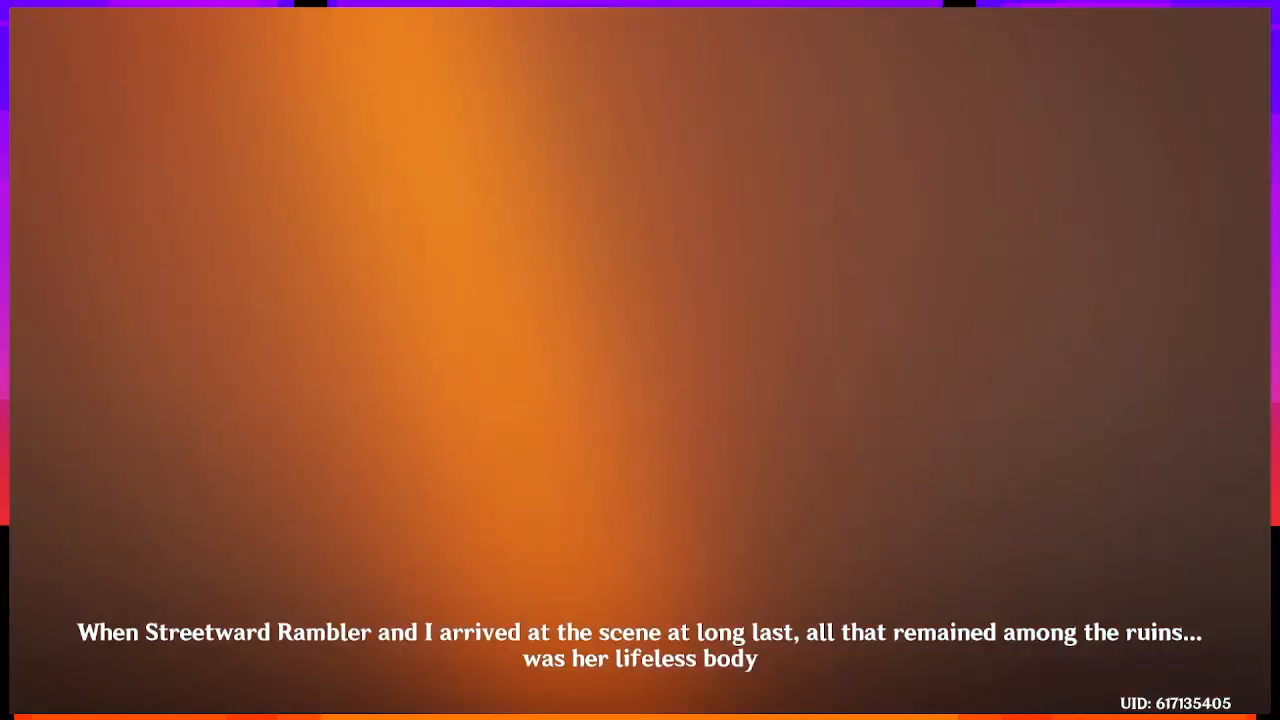 When Streetward Rambler and I arrived at the scene at long last, all that remained among the ruins...
was her lifeless body
UID: 617135405